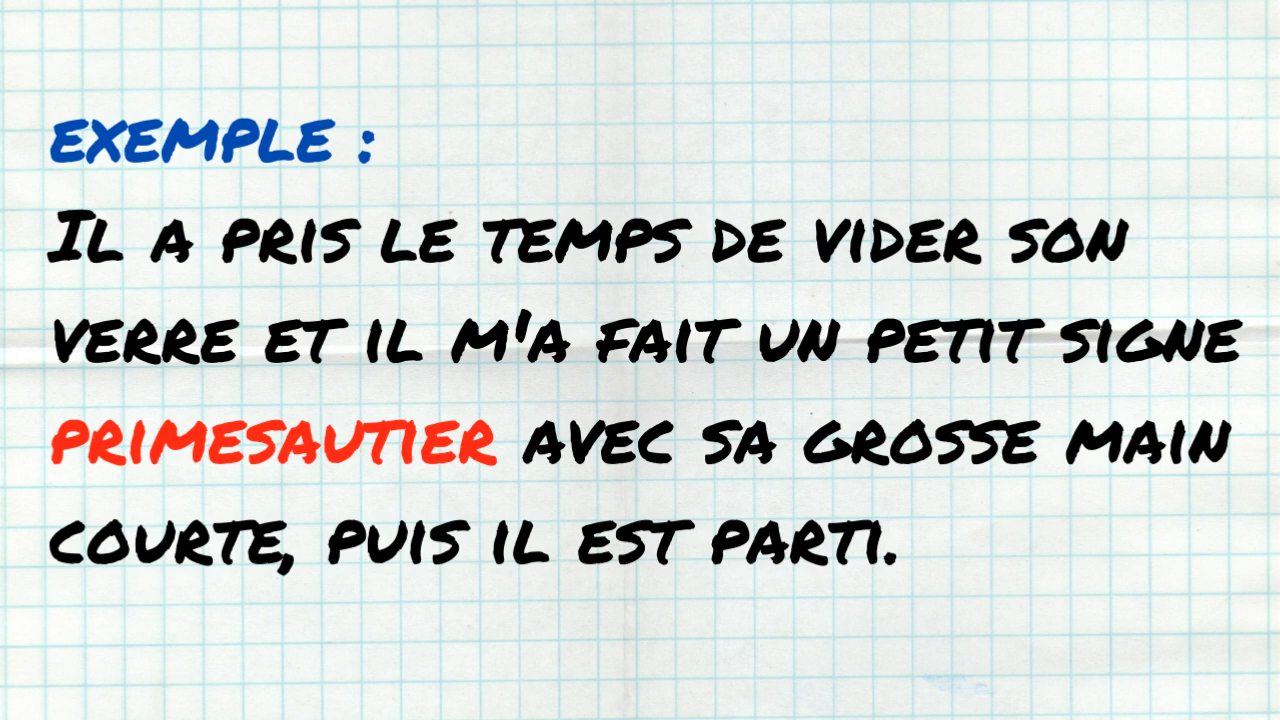 EXEMPLE :
IL A PRIS LE TEMPS DE VIDER SON
VERRE ET IL M'A FAIT UN PETIT SIGNE
PRIMESAUTIER AVEC SA GROSSE MAIN
COURTE, PUIS IL EST PARTI.